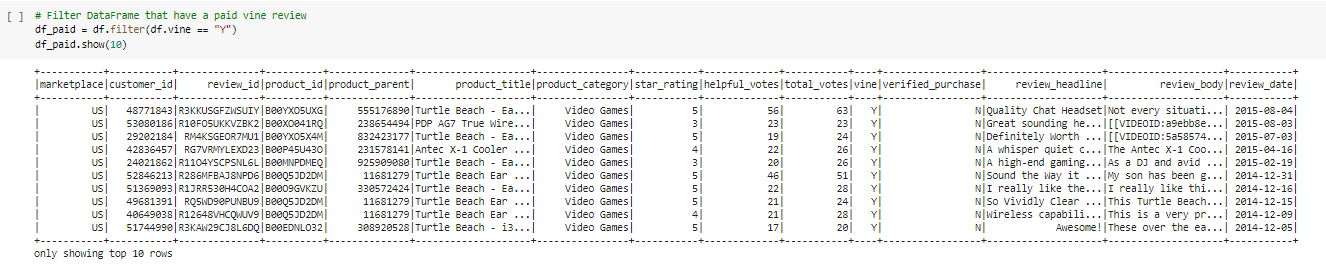 [ ] # Filter DataFrame that have a paid vine review
df_paid = df.filter(df.vine == "Y")
df_paid.show(10)
+-----------+-----------+--------------+----------+--------------+--------------------+----------------+-----------+-------------+-----------+----+-----------------+--------------------+--------------------+-----------+
|marketplace|customer_id|     review_id|product_id|product_parent|       product_title|product_category|star_rating|helpful_votes|total_votes|vine|verified_purchase|     review_headline|         review_body|review_date|
+-----------+-----------+--------------+----------+--------------+--------------------+----------------+-----------+-------------+-----------+----+-----------------+--------------------+--------------------+-----------+
|         US|   48771843|R3KKUSGFZWSUIY|B00YXO5UXG|     555176890|Turtle Beach - Ea...|     Video Games|          5|           56|         63|   Y|                N|Quality Chat Headset|Not every situati...| 2015-08-04|
|         US|   53080186|R10FO5UKKVZBK2|B00XO041RQ|     238654494|PDP AG7 True Wire...|     Video Games|          3|           23|         23|   Y|                N|Great sounding he...|[[VIDEOID:a9ebb8e...| 2015-08-03|
|         US|   29202184| RM4KSGEOR7MU1|B00YXO5X4M|     832423177|Turtle Beach - Ea...|     Video Games|          5|           19|         24|   Y|                N|Definitely Worth ...|[[VIDEOID:5a58574...| 2015-07-03|
|         US|   42836457| RG7VRMYLEXD23|B00P45U43O|     231578141|Antec X-1 Cooler ...|     Video Games|          4|           22|         26|   Y|                N|A whisper quiet c...|The Antec X-1 Coo...| 2015-04-16|
|         US|   24021862|R11O4YSCPSNL6L|B00MNPDMEQ|     925909080|Turtle Beach - Ea...|     Video Games|          3|           20|         26|   Y|                N|A high-end gaming...|As a DJ and avid ...| 2015-02-19|
|         US|   52846213|R286MFBAJ8NPD6|B00Q5JD2DM|      11681279|Turtle Beach Ear ...|     Video Games|          5|           46|         51|   Y|                N|Sound the Way it ...|My son has been g...| 2014-12-31|
|         US|   51369093|R1JRR530H4COA2|B00O9GVKZU|     330572424|Turtle Beach - Ea...|     Video Games|          5|           22|         28|   Y|                N|I really like the...|I really like thi...| 2014-12-16|
|         US|   49681391| RQ5WD90PUNBU9|B00Q5JD2DM|      11681279|Turtle Beach Ear ...|     Video Games|          5|           21|         24|   Y|                N|So Vividly Clear ...|This Turtle Beach...| 2014-12-15|
|         US|   40649038|R12648VHCQWUV9|B00Q5JD2DM|      11681279|Turtle Beach Ear ...|     Video Games|          4|           21|         28|   Y|                N|Wireless capabili...|This is a very pr...| 2014-12-09|
|         US|   51744990|R3KAW29CJ8L6DQ|B00EDNLO32|     308920528|Turtle Beach - i3...|     Video Games|          5|           17|         20|   Y|                N|            Awesome!|These over the ea...| 2014-12-05|
+-----------+-----------+--------------+----------+--------------+--------------------+----------------+-----------+-------------+-----------+----+-----------------+--------------------+--------------------+-----------+
only showing top 10 rows